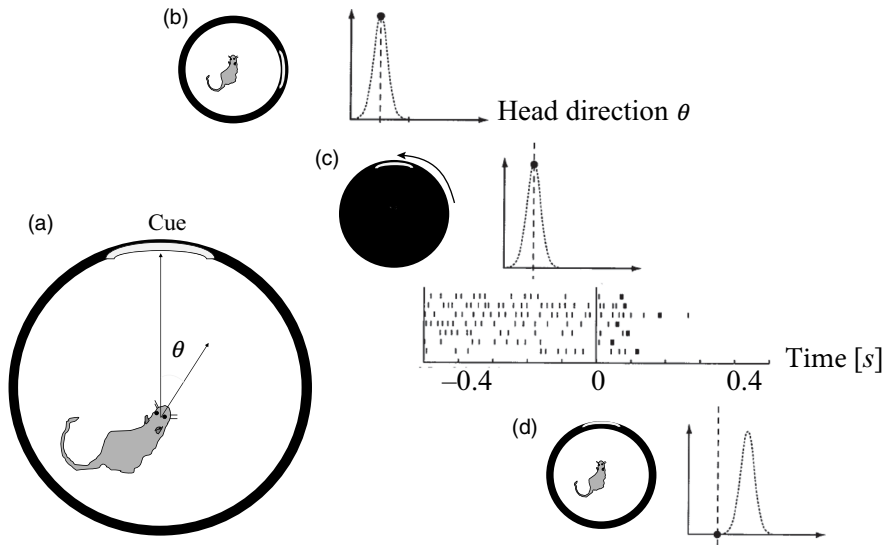 (b)
Head direction θ
(c)
(a)
Cue
θ
Time [s]
–0.4
0
0.4
(d)